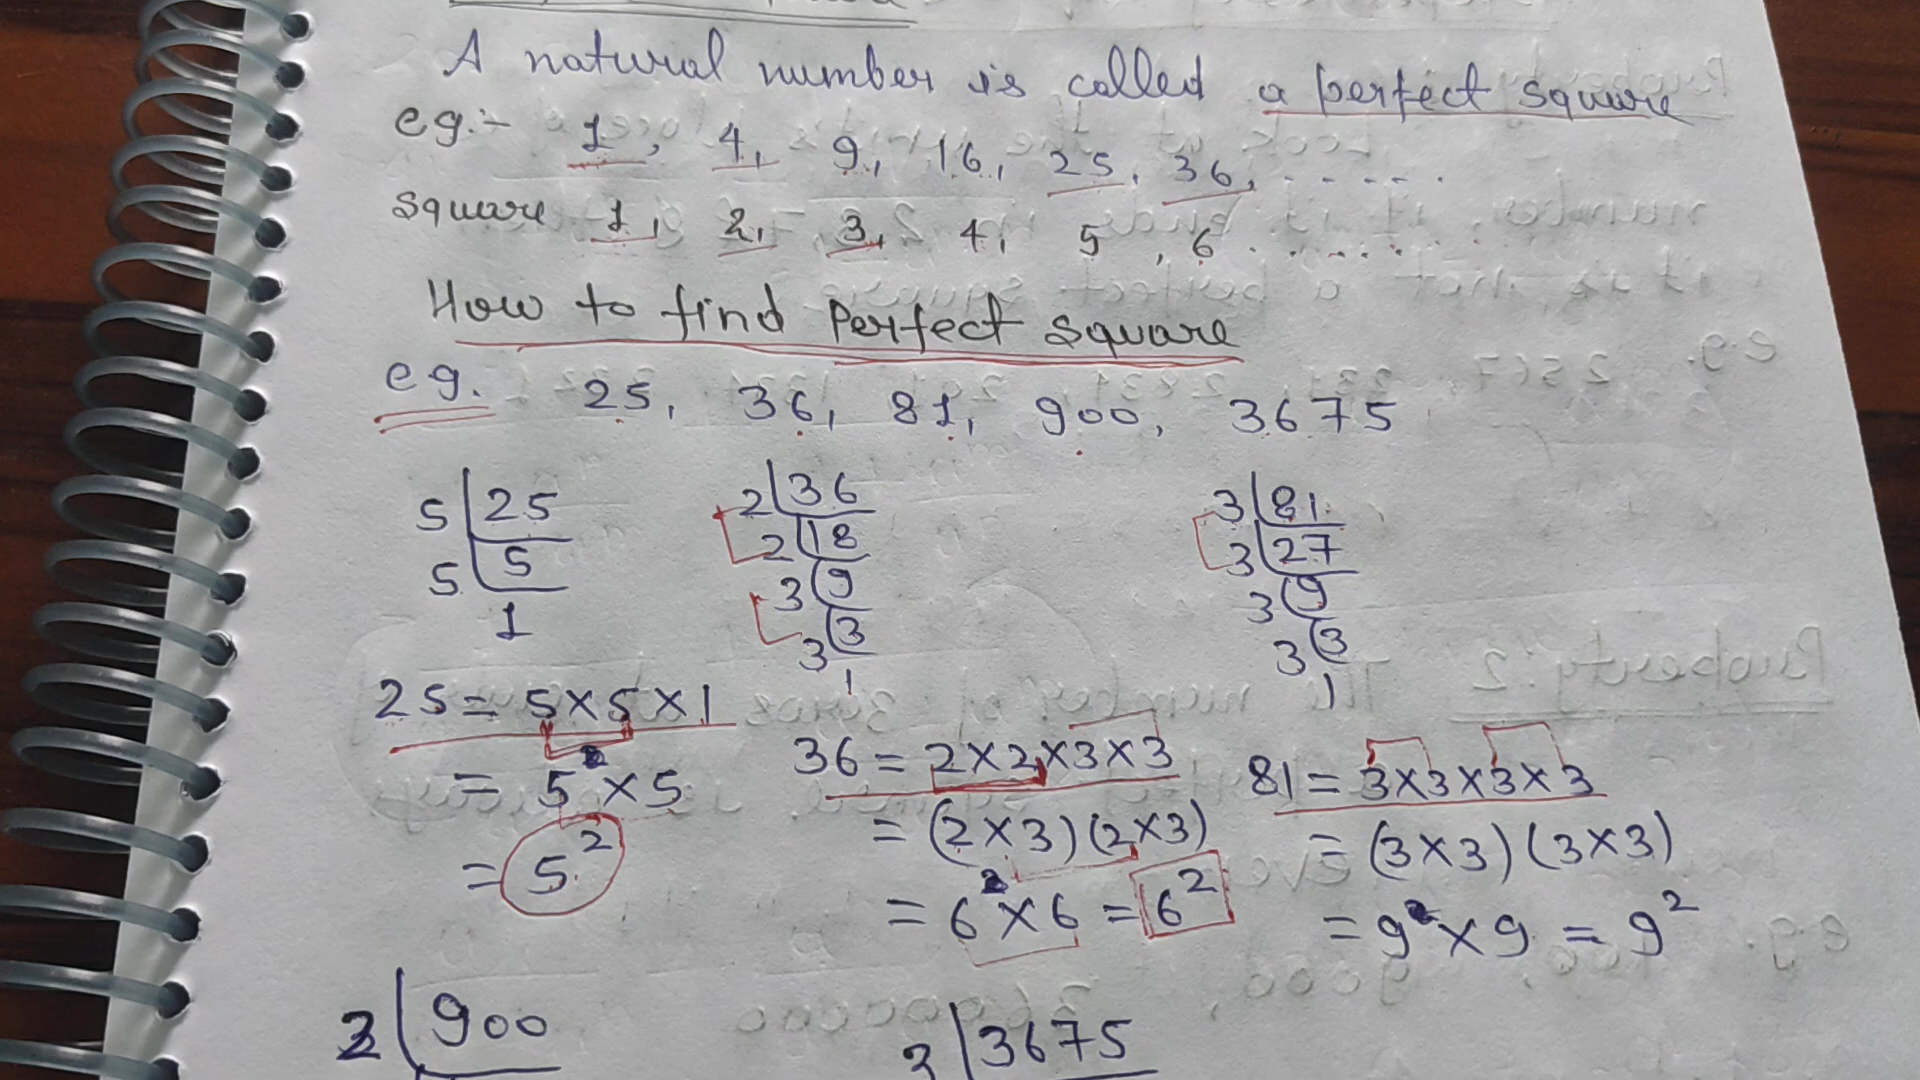 A natural number is called a perfect square
eg:- 1, 4, 9, 16, 25, 36, ......
square 1, 2, 3, 4, 5, 6 ......
How to find Perfect square
eg. 25, 36, 81, 900, 3675
5 | 25
5 | 5
1
2 | 36
2 | 18
3 | 9
3 | 3
1
3 | 81
3 | 27
3 | 9
3 | 3
1
25 = 5×5×1
= 5 × 5
= 5²
36 = 2×2×3×3
= (2×3)(2×3)
= 6 × 6 = 6²
81 = 3×3×3×3
= (3×3)(3×3)
= 9 × 9 = 9²
2 | 900
3 | 3675